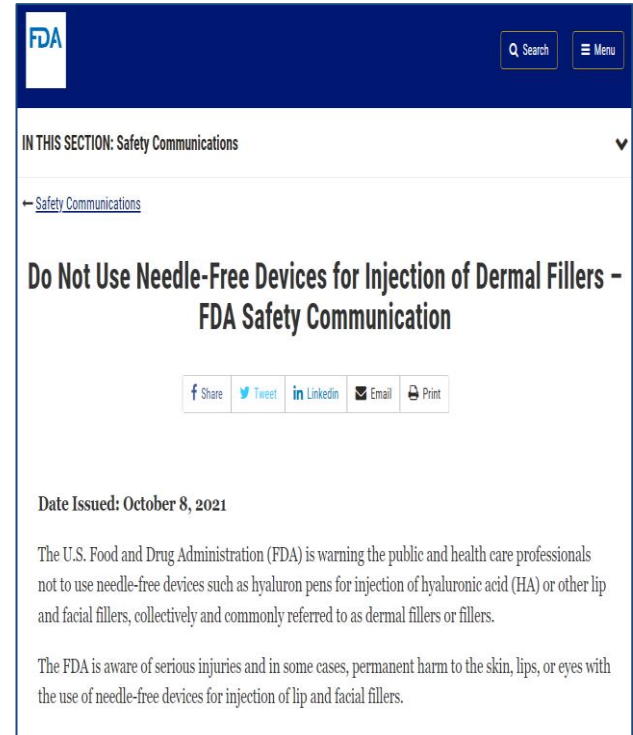 FDA
Search
Menu
IN THIS SECTION: Safety Communications
← Safety Communications
Do Not Use Needle-Free Devices for Injection of Dermal Fillers –
FDA Safety Communication
Share Tweet Linkedin Email Print
Date Issued: October 8, 2021
The U.S. Food and Drug Administration (FDA) is warning the public and health care professionals
not to use needle-free devices such as hyaluron pens for injection of hyaluronic acid (HA) or other lip
and facial fillers, collectively and commonly referred to as dermal fillers or fillers.
The FDA is aware of serious injuries and in some cases, permanent harm to the skin, lips, or eyes with
the use of needle-free devices for injection of lip and facial fillers.